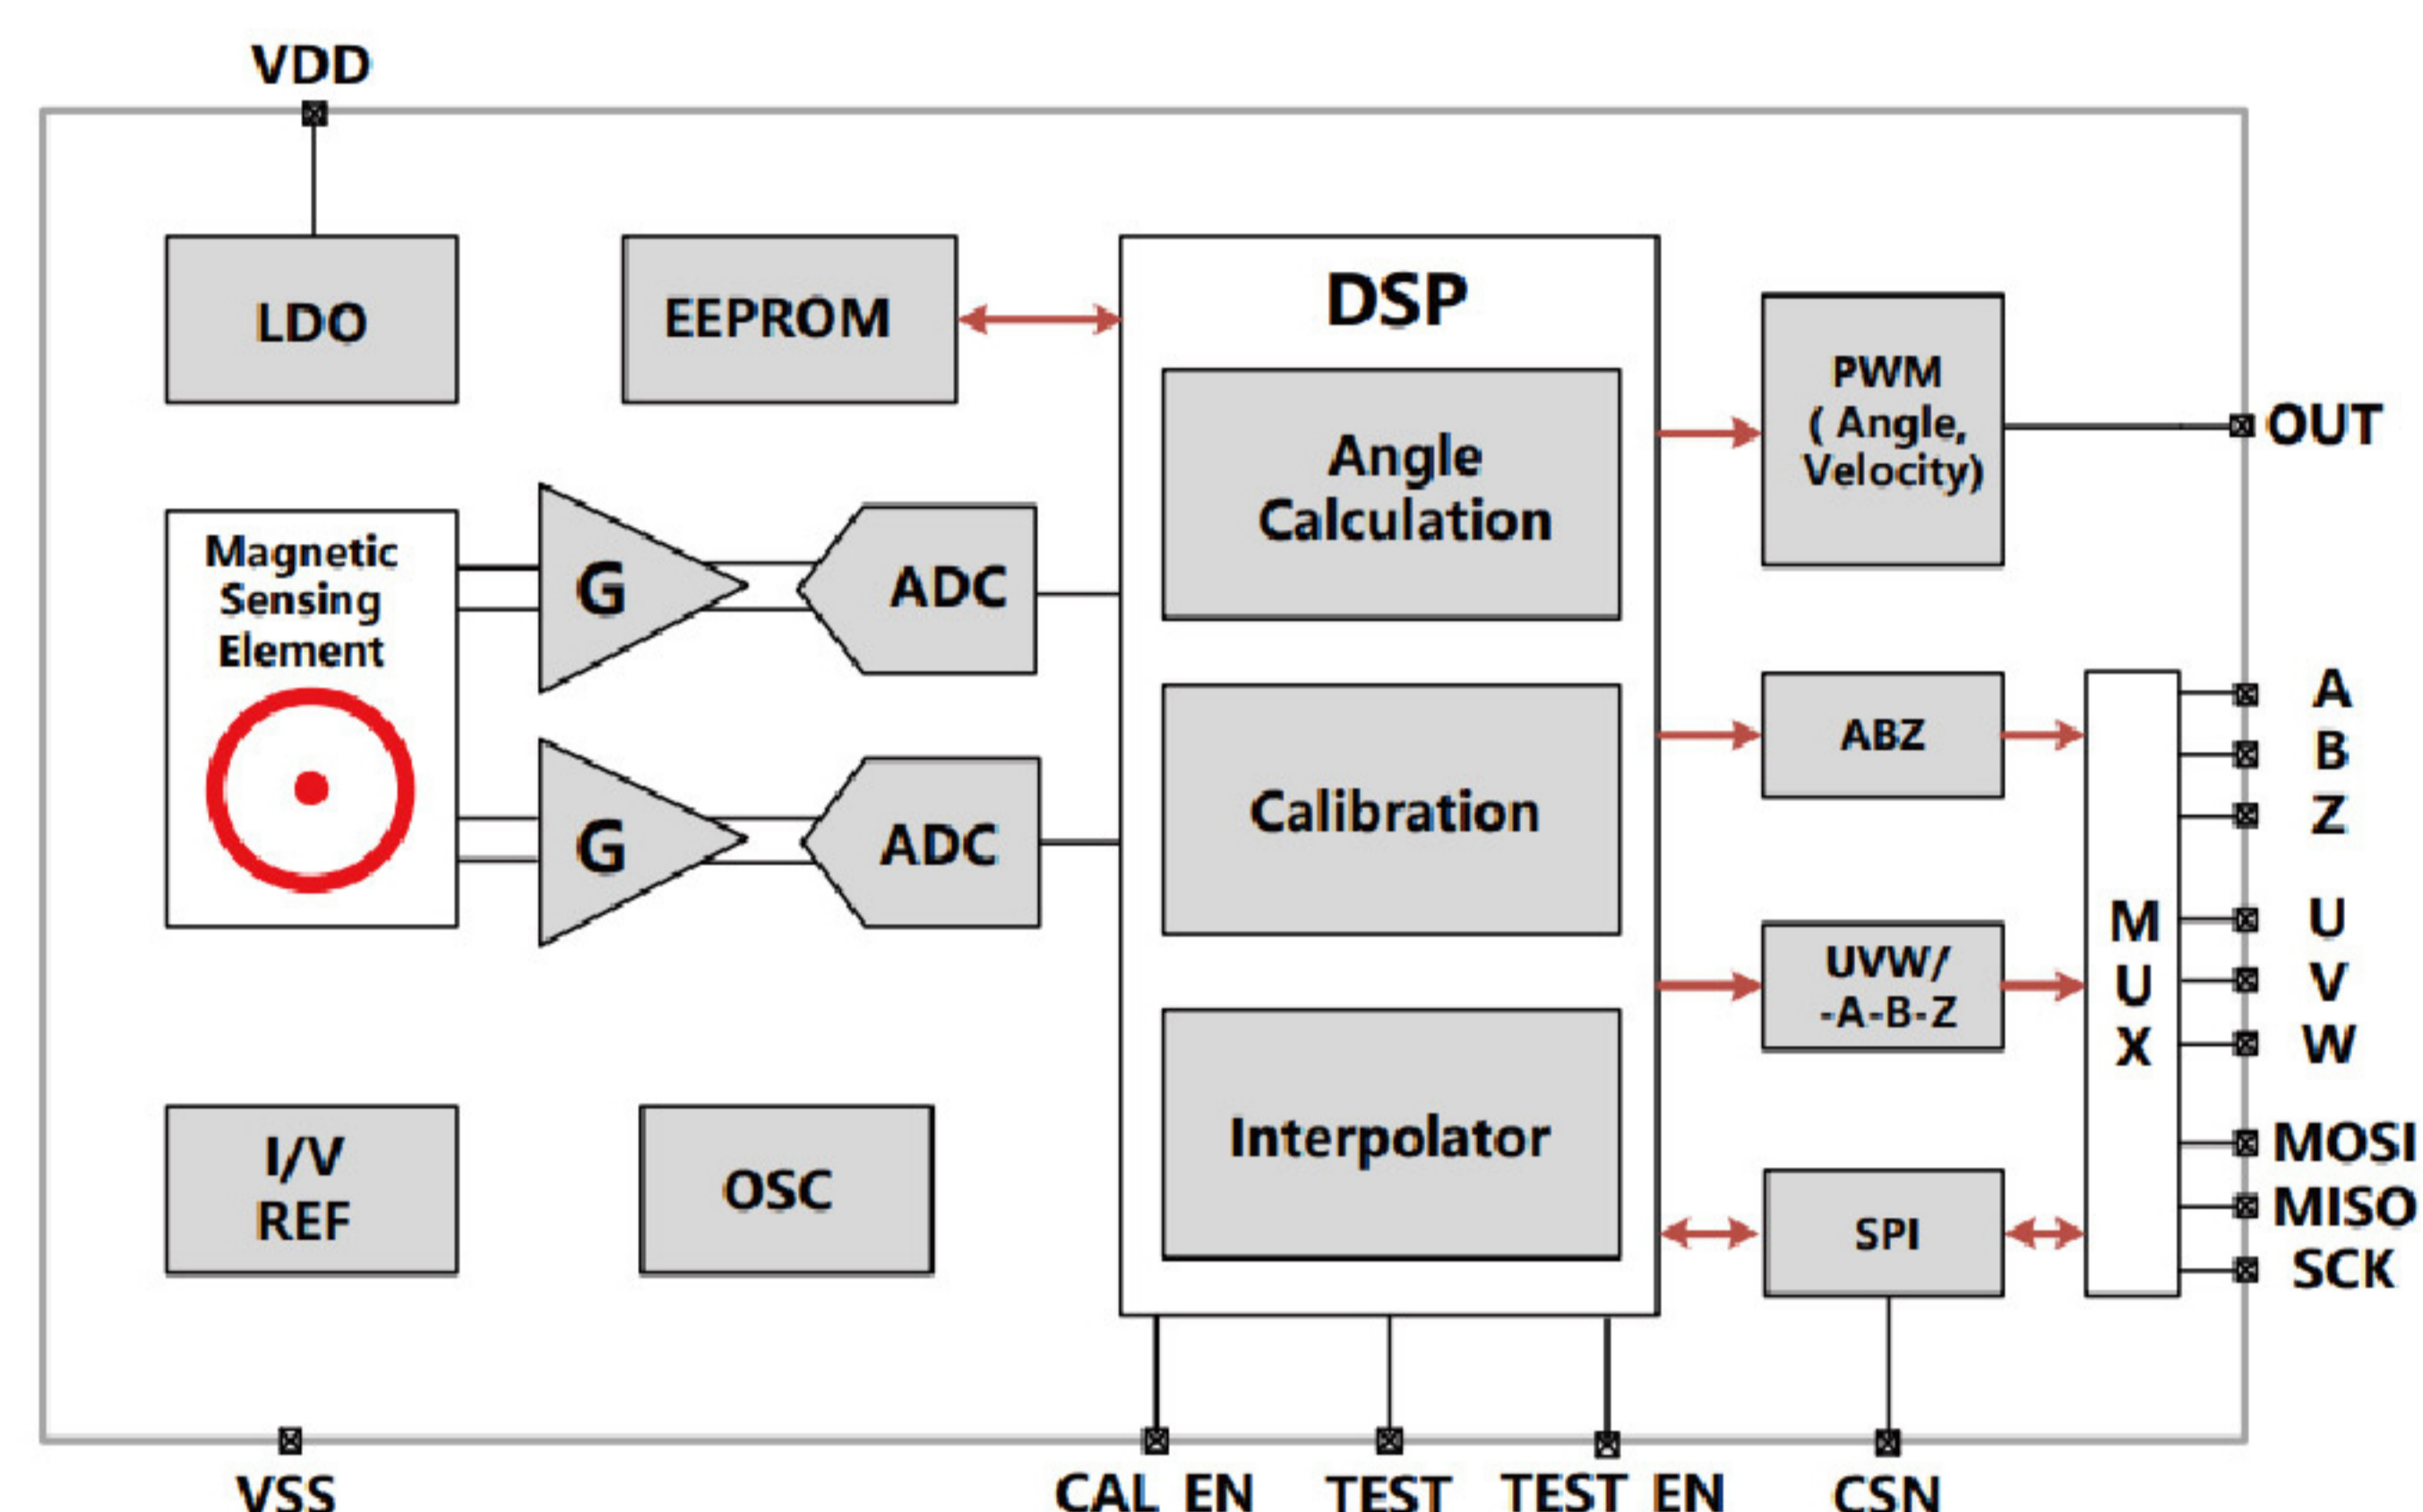 VDD
LDO
EEPROM
DSP
Angle
Calculation
Calibration
Interpolator
PWM
( Angle,
Velocity)
OUT
Magnetic
Sensing
Element
G
ADC
G
ADC
ABZ
UVW/
-A-B-Z
SPI
M
U
X
A
B
Z
U
V
W
MOSI
MISO
SCK
I/V
REF
OSC
VSS
CAL_EN
TEST
TEST_EN
CSN